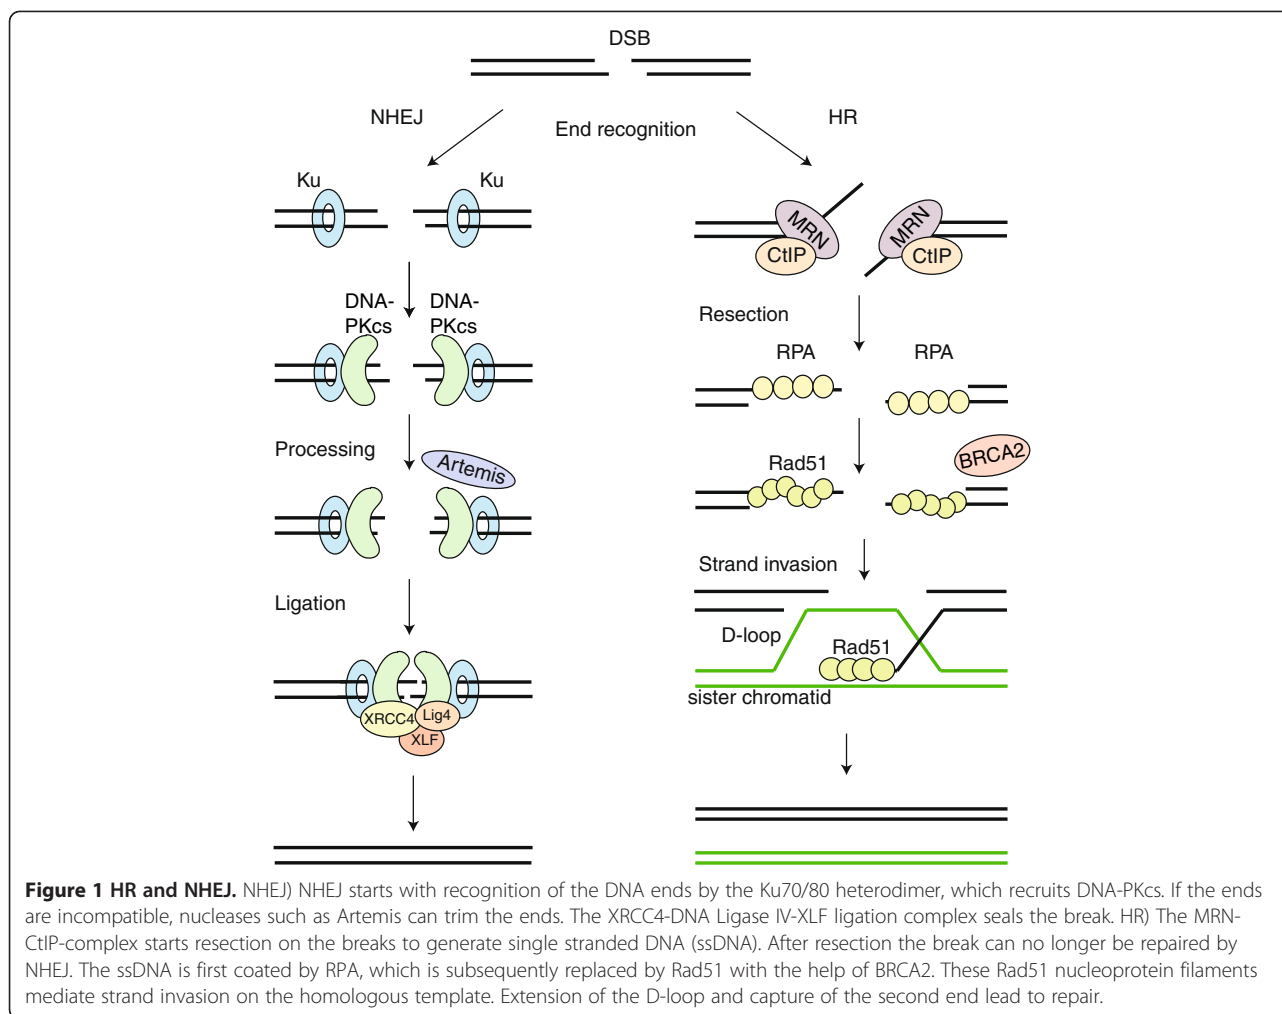 DSB
NHEJ
HR
End recognition
Ku
Ku
MRN
MRN
CtIP
CtIP
DNA-
PKcs
DNA-
PKcs
Resection
RPA
RPA
Processing
Artemis
Rad51
BRCA2
Strand invasion
Ligation
D-loop
Rad51
sister chromatid
XRCC4
Lig4
XLF
Figure 1 HR and NHEJ. NHEJ) NHEJ starts with recognition of the DNA ends by the Ku70/80 heterodimer, which recruits DNA-PKcs. If the ends
are incompatible, nucleases such as Artemis can trim the ends. The XRCC4-DNA Ligase IV-XLF ligation complex seals the break. HR) The MRN-
CtIP-complex starts resection on the breaks to generate single stranded DNA (ssDNA). After resection the break can no longer be repaired by
NHEJ. The ssDNA is first coated by RPA, which is subsequently replaced by Rad51 with the help of BRCA2. These Rad51 nucleoprotein filaments
mediate strand invasion on the homologous template. Extension of the D-loop and capture of the second end lead to repair.